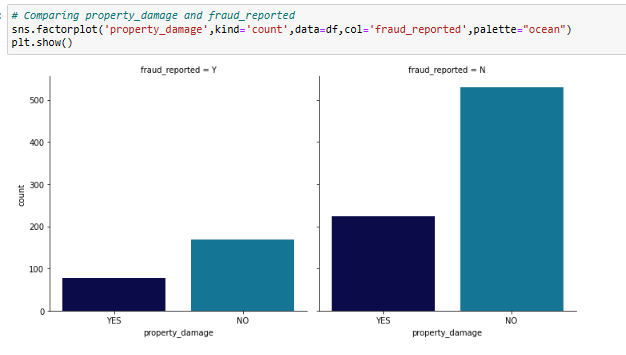 # Comparing property_damage and fraud_reported
sns.factorplot('property_damage',kind='count',data=df,col='fraud_reported',palette="ocean")
plt.show()
fraud_reported = Y
fraud_reported = N
500
400
300
200
100
0
count
YES
NO
YES
NO
property_damage
property_damage